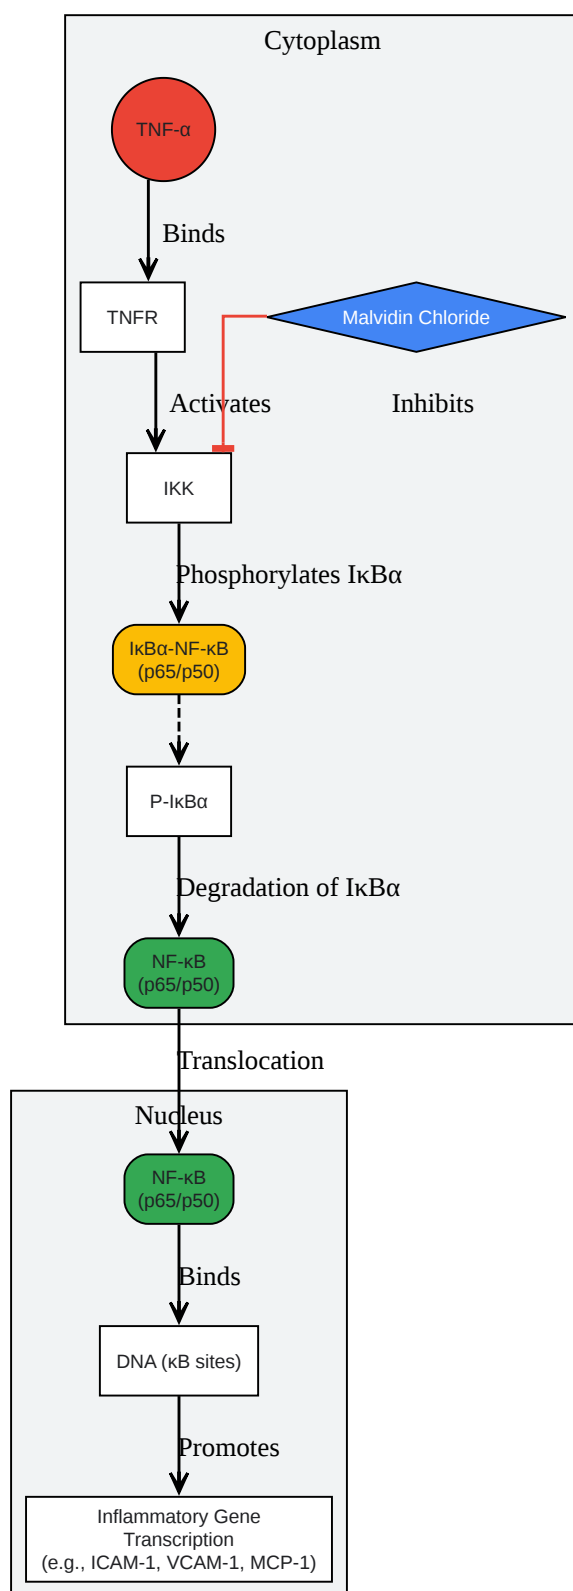 Cytoplasm
TNF-α
Binds
TNFR
Malvidin Chloride
Activates
Inhibits
IKK
Phosphorylates IκBα
IκBα-NF-κB
(p65/p50)
P-IκBα
Degradation of IκBα
NF-κB
(p65/p50)
Translocation
Nucleus
NF-κB
(p65/p50)
Binds
DNA (κB sites)
Promotes
Inflammatory Gene
Transcription
(e.g., ICAM-1, VCAM-1, MCP-1)